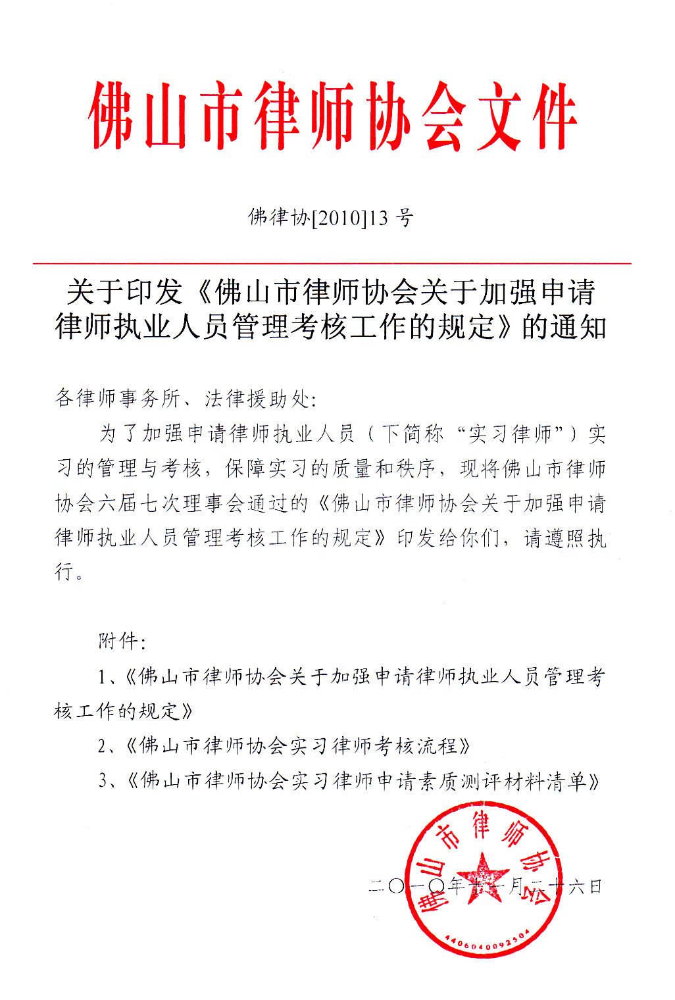 佛山市律师协会文件
佛律协[2010]13 号
关于印发《佛山市律师协会关于加强申请
律师执业人员管理考核工作的规定》的通知
各律师事务所、法律援助处:
为了加强申请律师执业人员（下简称“实习律师”）实
习的管理与考核，保障实习的质量和秩序，现将佛山市律师
协会六届七次理事会通过的《佛山市律师协会关于加强申请
律师执业人员管理考核工作的规定》印发给你们，请遵照执
行。
附件:
1、《佛山市律师协会关于加强申请律师执业人员管理考
核工作的规定》
2、《佛山市律师协会实习律师考核流程》
3、《佛山市律师协会实习律师申请素质测评材料清单》
佛山市律师协会
二〇一〇年十一月二十六日
4406040092504